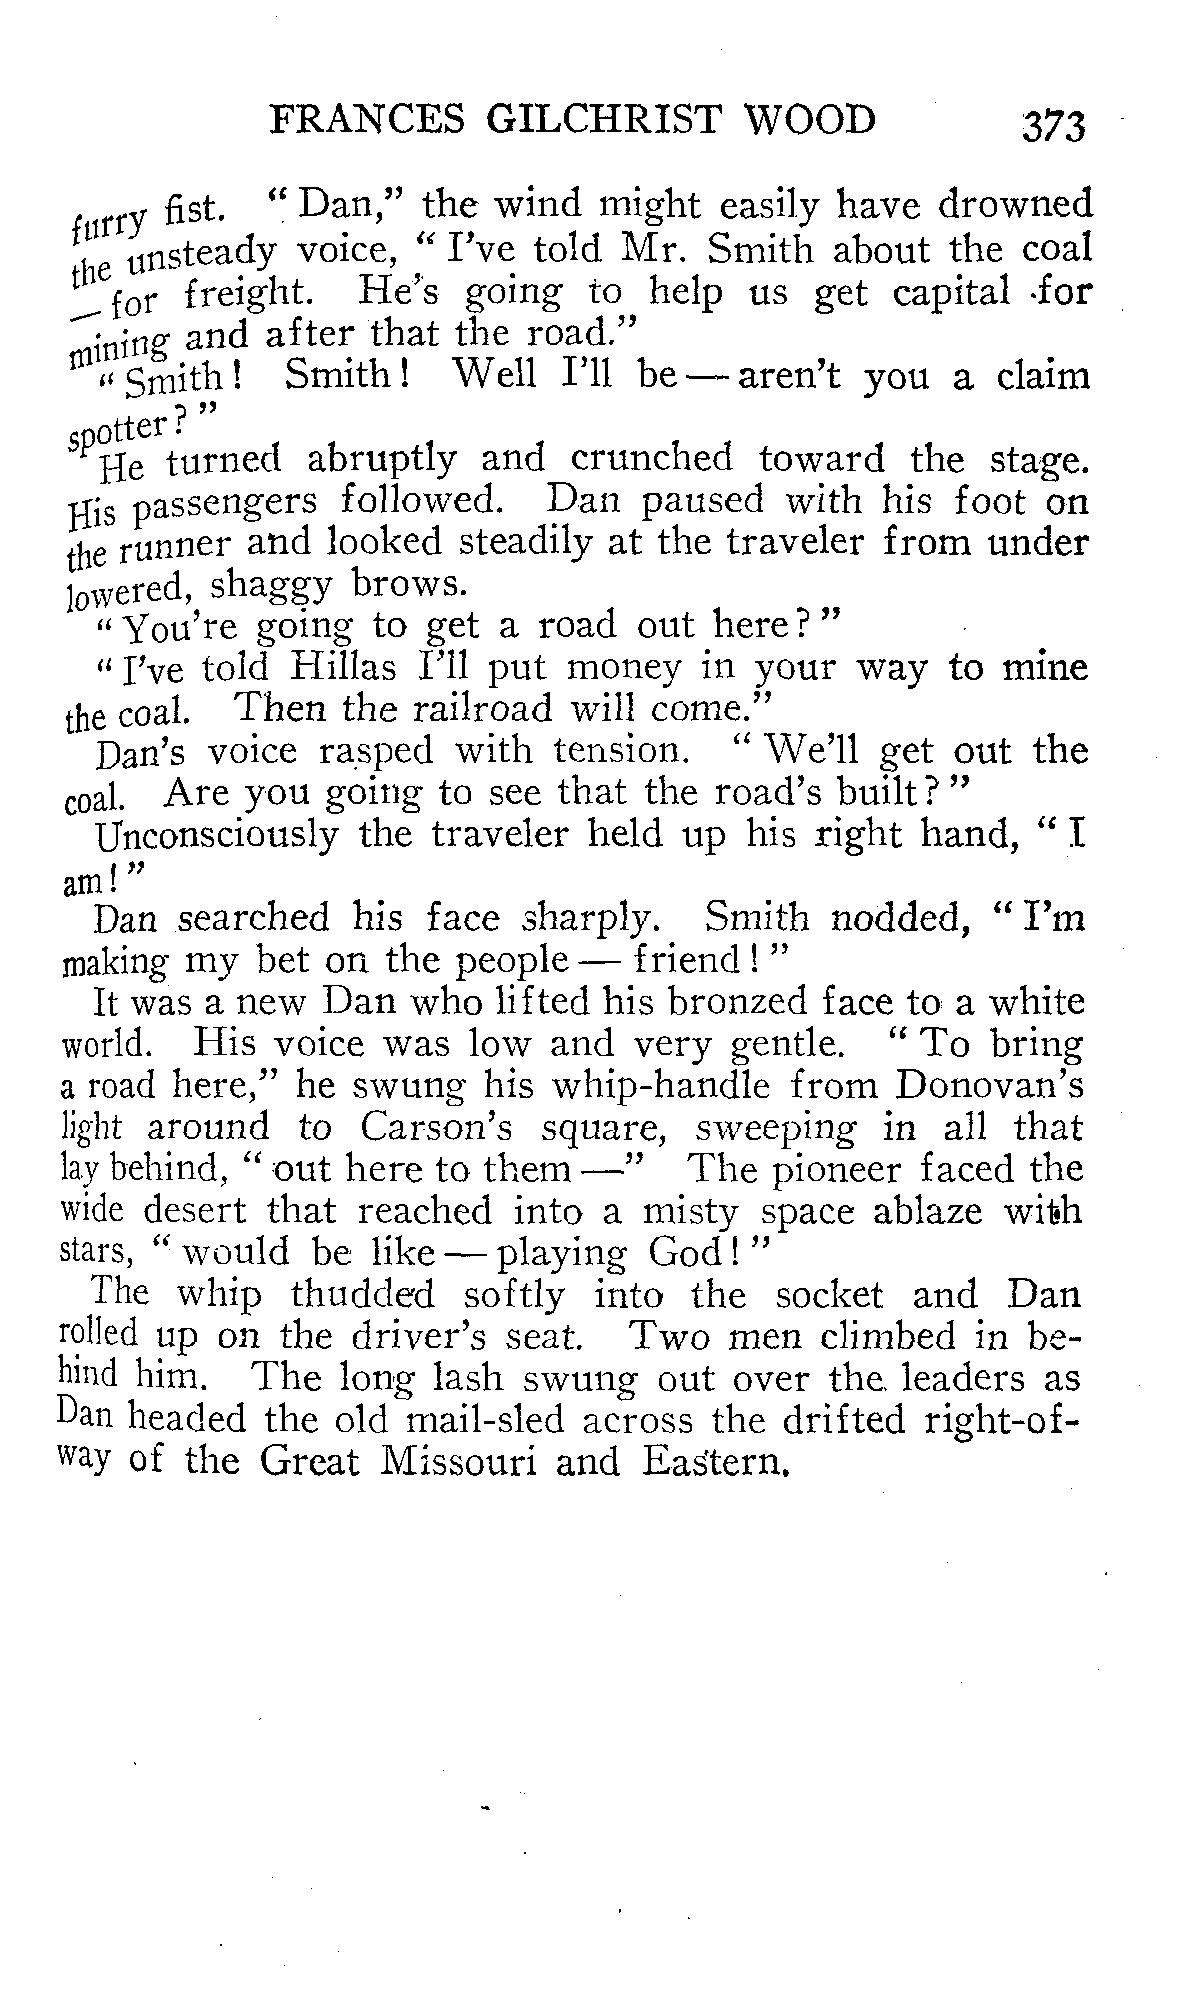 FRANCES GILCHRIST WOOD 373
furry fist. " Dan," the wind might easily have drowned
the unsteady voice, " I've told Mr. Smith about the coal
— for freight. He's going to help us get capital for
mining and after that the road."
" Smith! Smith! Well I'll be — aren't you a claim
spotter? "
He turned abruptly and crunched toward the stage.
His passengers followed. Dan paused with his foot on
the runner and looked steadily at the traveler from under
lowered, shaggy brows.
" You're going to get a road out here? "
" I've told Hillas I'll put money in your way to mine
the coal. Then the railroad will come."
Dan's voice rasped with tension. " We'll get out the
coal. Are you going to see that the road's built? "
Unconsciously the traveler held up his right hand, " I
am! "
Dan searched his face sharply. Smith nodded, " I'm
making my bet on the people — friend! "
It was a new Dan who lifted his bronzed face to a white
world. His voice was low and very gentle. " To bring
a road here," he swung his whip-handle from Donovan's
light around to Carson's square, sweeping in all that
lay behind, " out here to them —" The pioneer faced the
wide desert that reached into a misty space ablaze with
stars, " would be like — playing God! "
The whip thudded softly into the socket and Dan
rolled up on the driver's seat. Two men climbed in be-
hind him. The long lash swung out over the leaders as
Dan headed the old mail-sled across the drifted right-of-
way of the Great Missouri and Eastern.